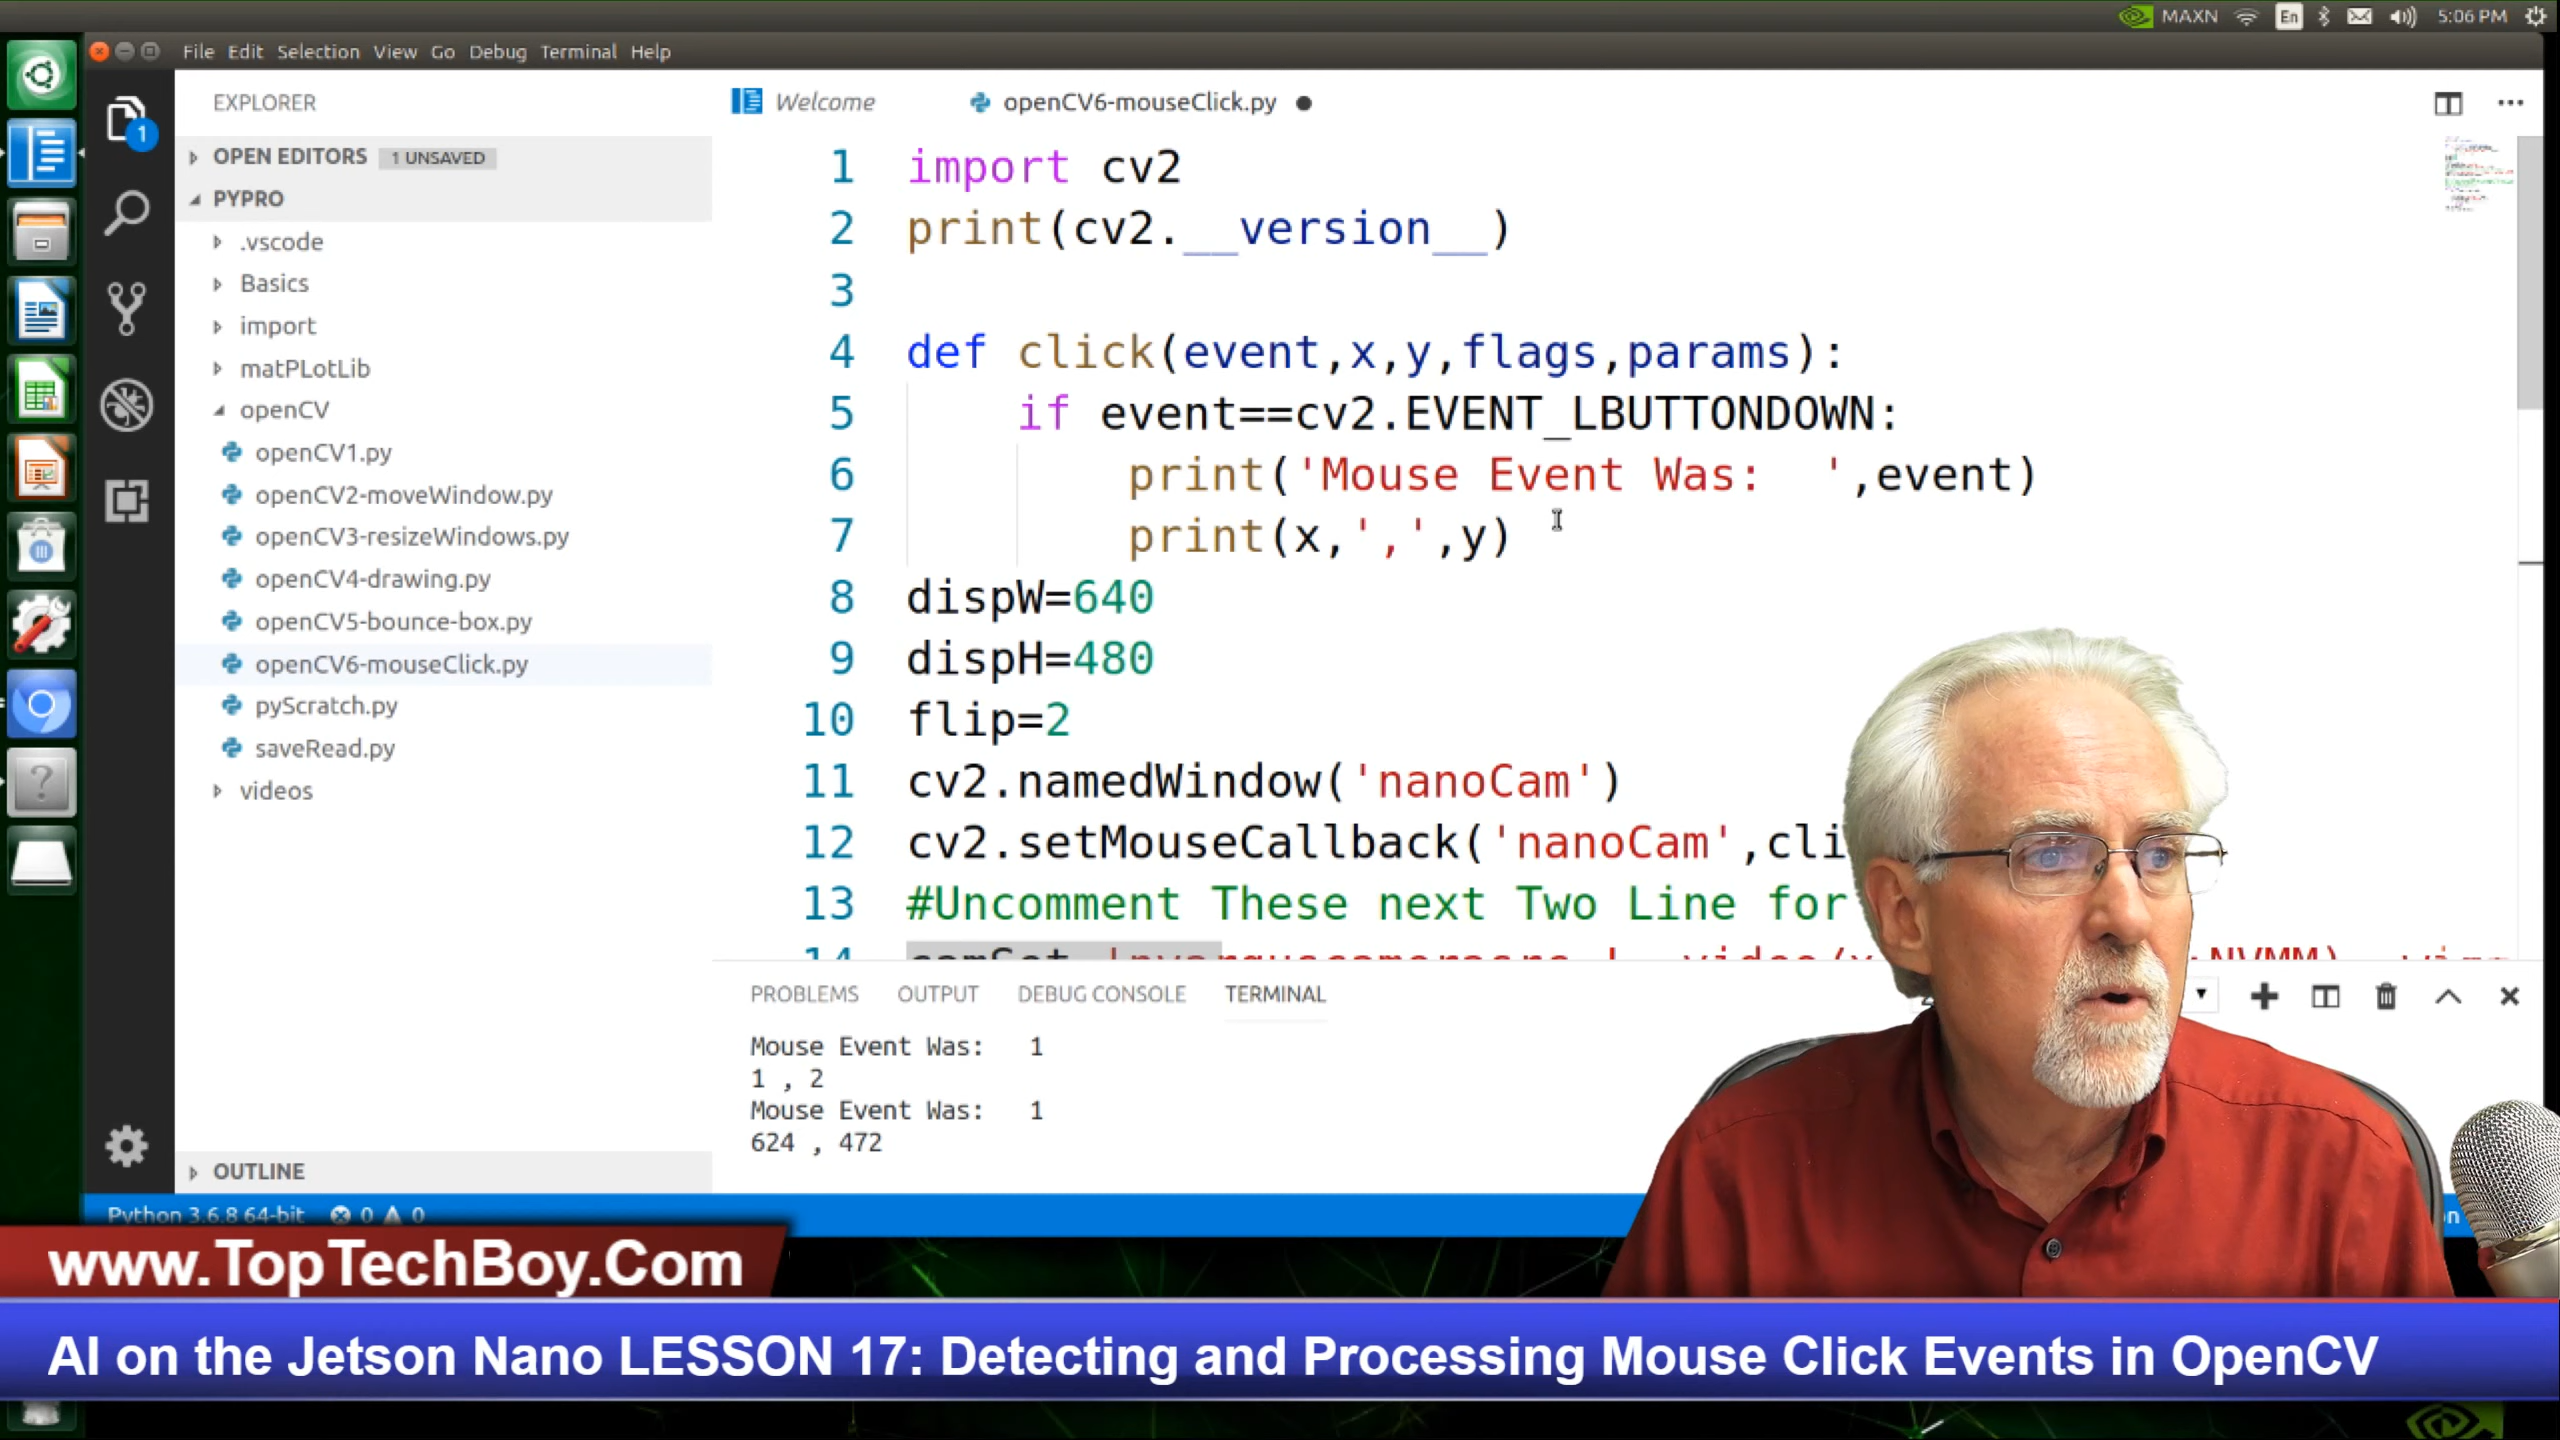 MAXN En 5:06 PM
File Edit Selection View Go Debug Terminal Help
EXPLORER
OPEN EDITORS 1 UNSAVED
PYPRO
.vscode
Basics
import
matPLotLib
openCV
openCV1.py
openCV2-moveWindow.py
openCV3-resizeWindows.py
openCV4-drawing.py
openCV5-bounce-box.py
openCV6-mouseClick.py
pyScratch.py
saveRead.py
videos
OUTLINE
1
Welcome openCV6-mouseClick.py
1 import cv2
2 print(cv2.__version__)
3
4 def click(event,x,y,flags,params):
5 if event==cv2.EVENT_LBUTTONDOWN:
6 print('Mouse Event Was:  ',event)
7 print(x,',',y)
8 dispW=640
9 dispH=480
10 flip=2
11 cv2.namedWindow('nanoCam')
12 cv2.setMouseCallback('nanoCam',cli
13 #Uncomment These next Two Line for
14
PROBLEMS OUTPUT DEBUG CONSOLE TERMINAL
Mouse Event Was:   1
1 , 2
Mouse Event Was:   1
624 , 472
Python 3.6.8 64-bit 0 0
www.TopTechBoy.Com
AI on the Jetson Nano LESSON 17: Detecting and Processing Mouse Click Events in OpenCV